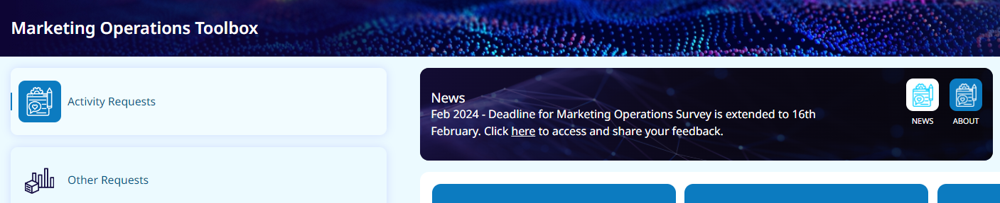 Marketing Operations Toolbox
Activity Requests
Other Requests
News
Feb 2024 - Deadline for Marketing Operations Survey is extended to 16th
February. Click here to access and share your feedback.
NEWS
ABOUT